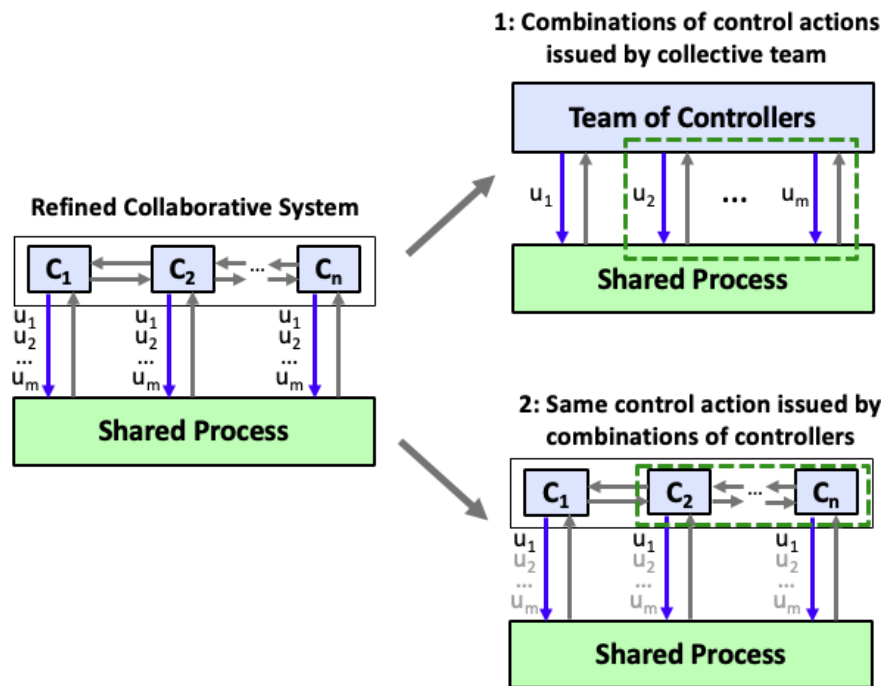 1: Combinations of control actions
issued by collective team
Team of Controllers
u1 u2 ... um
Shared Process
Refined Collaborative System
C1 C2 ... Cn
u1 u1 u1
u2 u2 u2
... ... ...
um um um
Shared Process
2: Same control action issued by
combinations of controllers
C1 C2 ... Cn
u1 u1 u1
u2 u2 u2
... ... ...
um um um
Shared Process